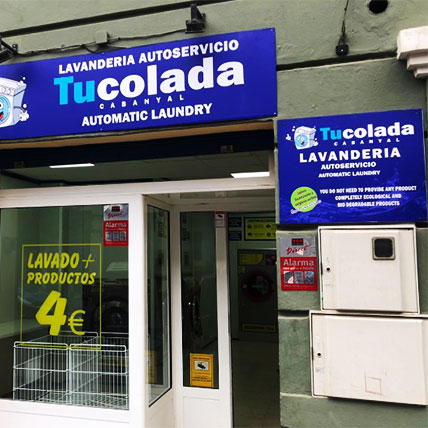 LAVANDERIA AUTOSERVICIO
Tucolada
CABANYAL
AUTOMATIC LAUNDRY
Tucolada
CABANYAL
LAVANDERIA
AUTOSERVICIO
AUTOMATIC LAUNDRY
YOU DO NOT NEED TO PROVIDE ANY PRODUCT
COMPLETELY ECOLOGICAL AND
BIO DEGRADABLE PRODUCTS
LAVADO +
PRODUCTOS
4€
Alarma
Alarma